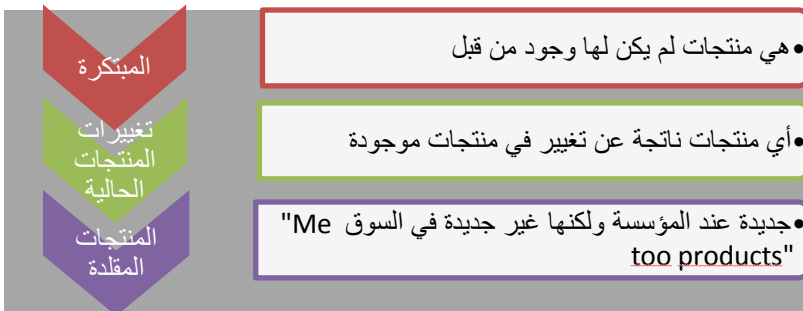 المبتكرة
•هي منتجات لم يكن لها وجود من قبل
تغييرات
المنتجات
الحالية
•أي منتجات ناتجة عن تغيير في منتجات موجودة
المنتجات
المقلدة
•جديدة عند المؤسسة ولكنها غير جديدة في السوق "Me
too products"